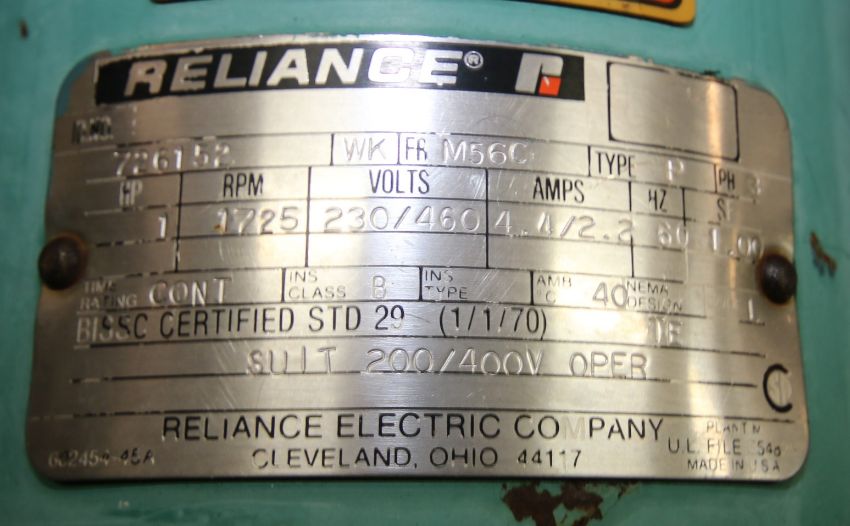 RELIANCE®
726152 WK FR M56C TYPE P PH 3
HP RPM VOLTS AMPS HZ SF
1 1725 230/460 4.4/2.2 60 1.00
TIME RATING CONT INS CLASS B INS TYPE AMB °C 40 NEMA DESIGN L
BISSC CERTIFIED STD 29 (1/1/70)
SUIT 200/400V OPER
RELIANCE ELECTRIC COMPANY
CLEVELAND, OHIO 44117
U.L. FILE
MADE IN U.S.A